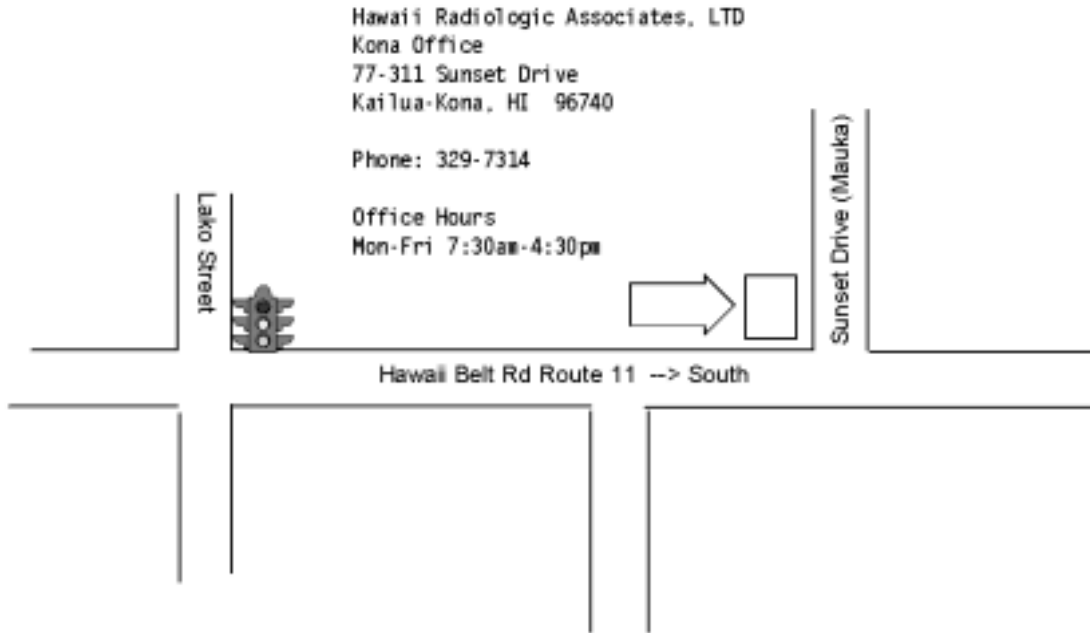 Hawaii Radiologic Associates, LTD
Kona Office
77-311 Sunset Drive
Kailua-Kona, HI  96740
Phone: 329-7314
Office Hours
Mon-Fri 7:30am-4:30pm
Lako Street
Sunset Drive (Mauka)
Hawaii Belt Rd Route 11 --> South